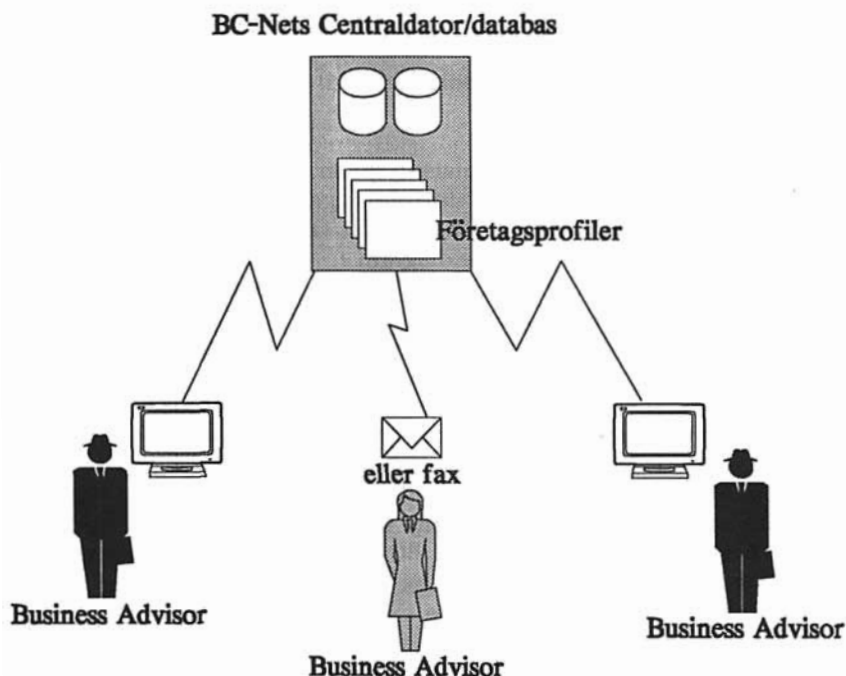 BC-Nets Centraldator/databas
Företagsprofiler
eller fax
Business Advisor
Business Advisor
Business Advisor